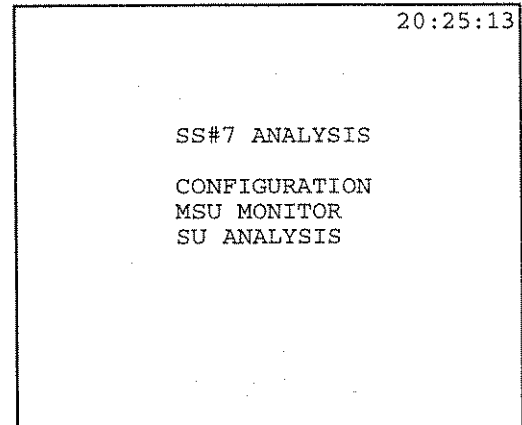 20:25:13
SS#7 ANALYSIS
CONFIGURATION
MSU MONITOR
SU ANALYSIS